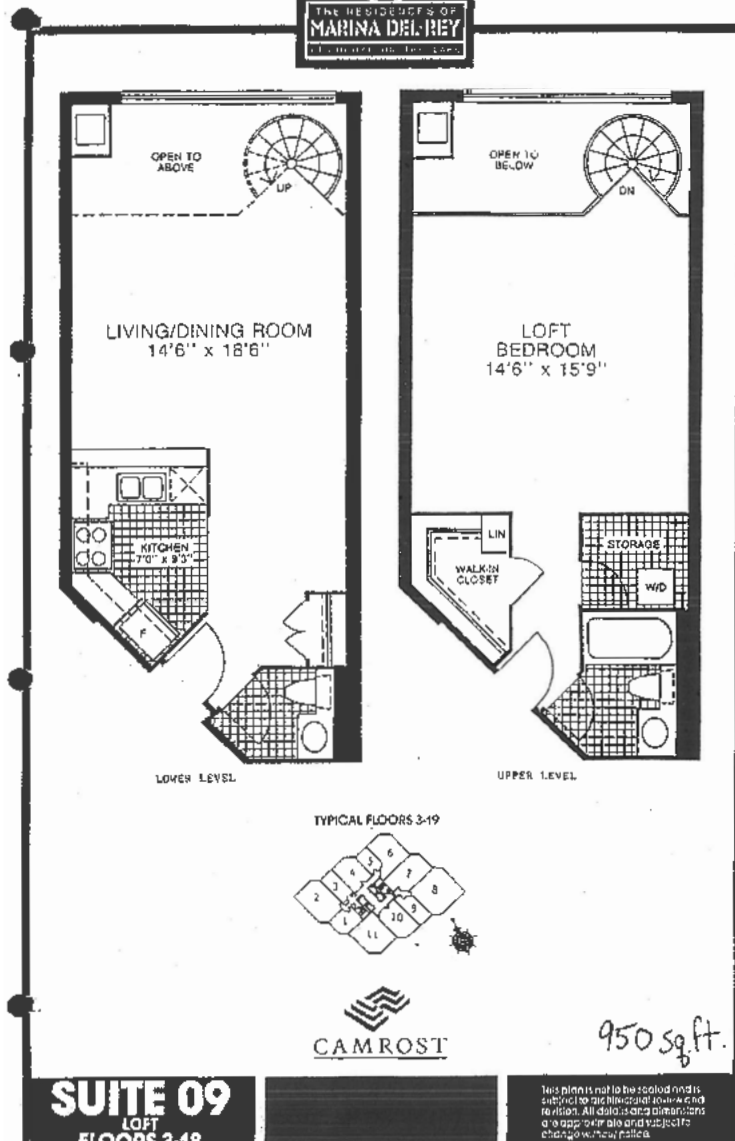 THE RESIDENCES OF
MARINA DEL REY
OPEN TO
ABOVE
UP
LIVING/DINING ROOM
14'6" x 18'6"
KITCHEN
7'0" x 9'3"
F
LOWER LEVEL
OPEN TO
BELOW
DN
LOFT
BEDROOM
14'6" x 15'9"
LIN
WALK-IN
CLOSET
STORAGE
W/D
UPPER LEVEL
TYPICAL FLOORS 3-19
1
2
3
4
5
6
7
8
9
10
11
CAMROST
950 sq.ft.
SUITE 09
LOFT
FLOORS 3-18
This plan is not to be scaled and is
subject to architectural review and
revision. All details and dimensions
are approximate and subject to
change without notice.